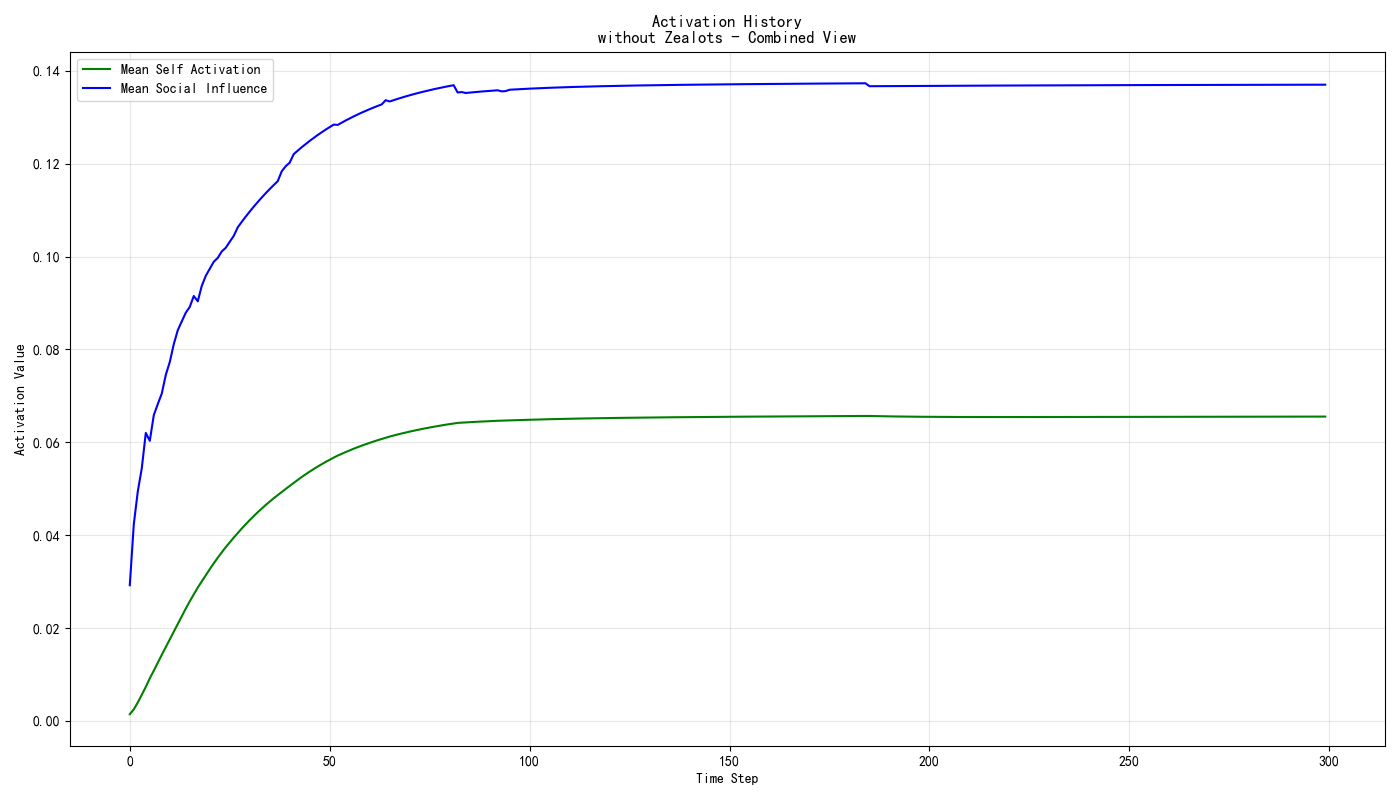 Activation History
without Zealots - Combined View
Mean Self Activation
Mean Social Influence
Activation Value
0.14
0.12
0.10
0.08
0.06
0.04
0.02
0.00
0
50
100
150
200
250
300
Time Step